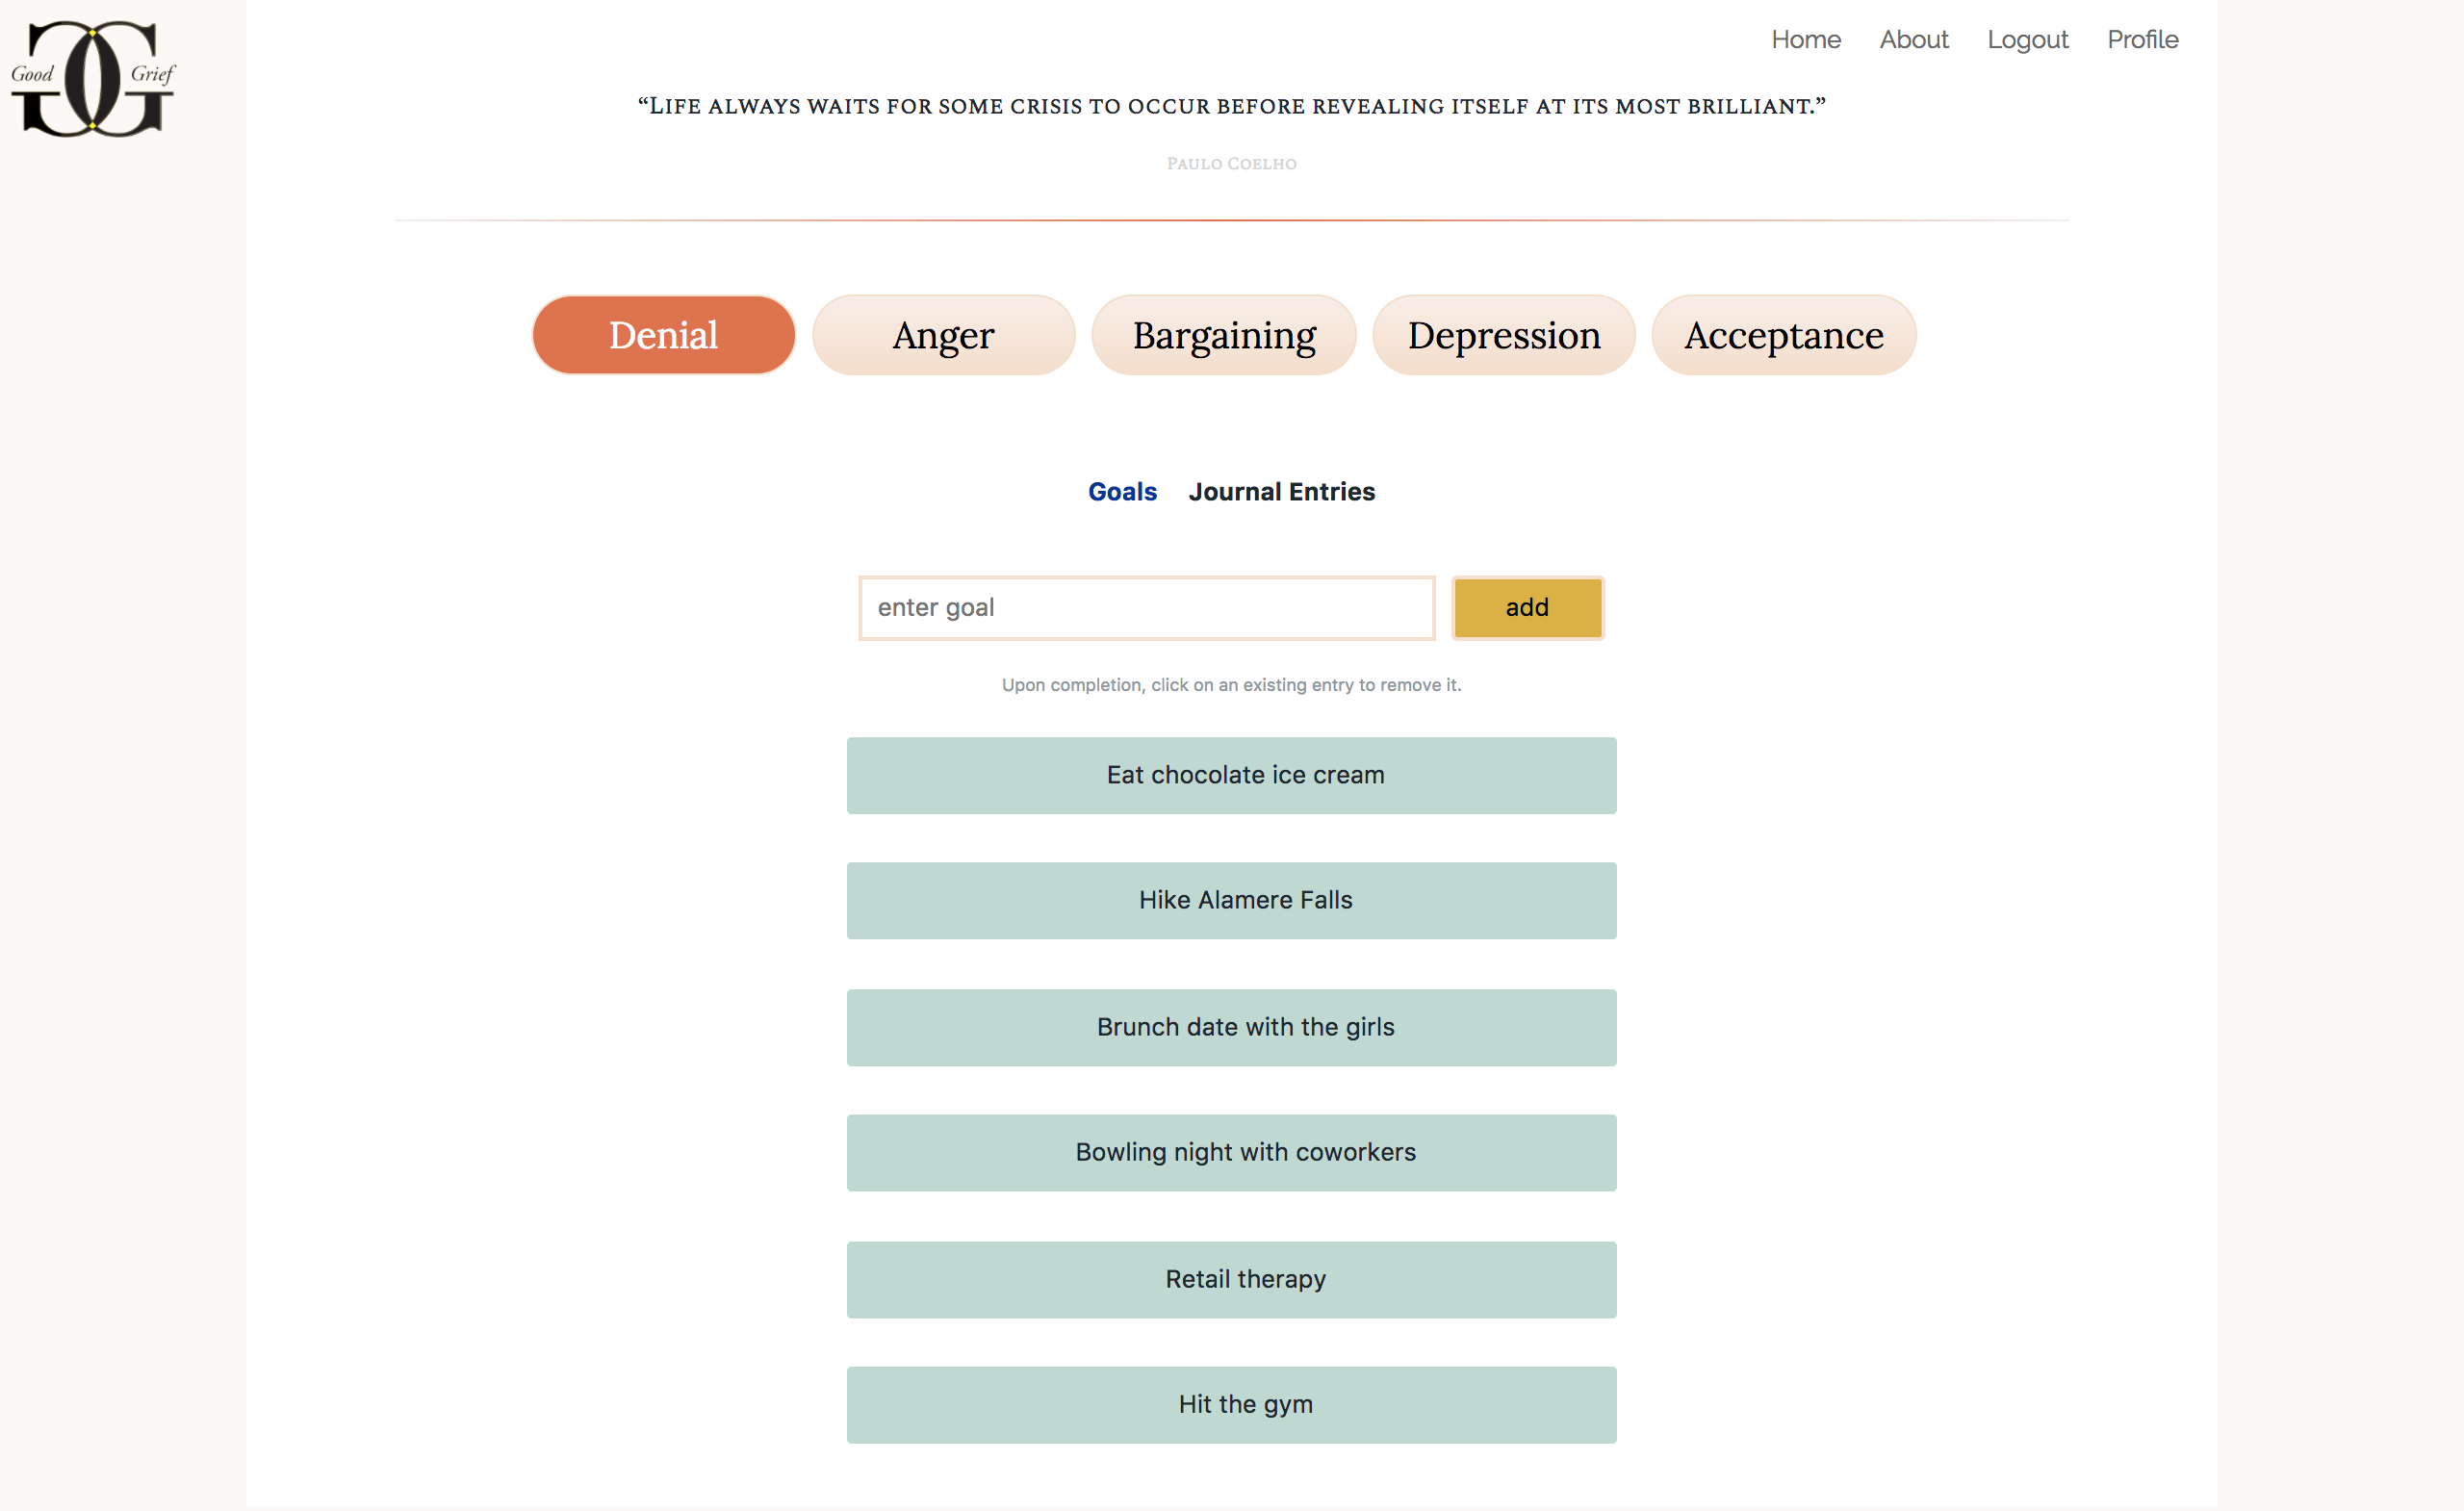 Good Grief
GG
Home About Logout Profile
“Life always waits for some crisis to occur before revealing itself at its most brilliant.”
Paulo Coelho
Denial Anger Bargaining Depression Acceptance
Goals Journal Entries
enter goal add
Upon completion, click on an existing entry to remove it.
Eat chocolate ice cream
Hike Alamere Falls
Brunch date with the girls
Bowling night with coworkers
Retail therapy
Hit the gym